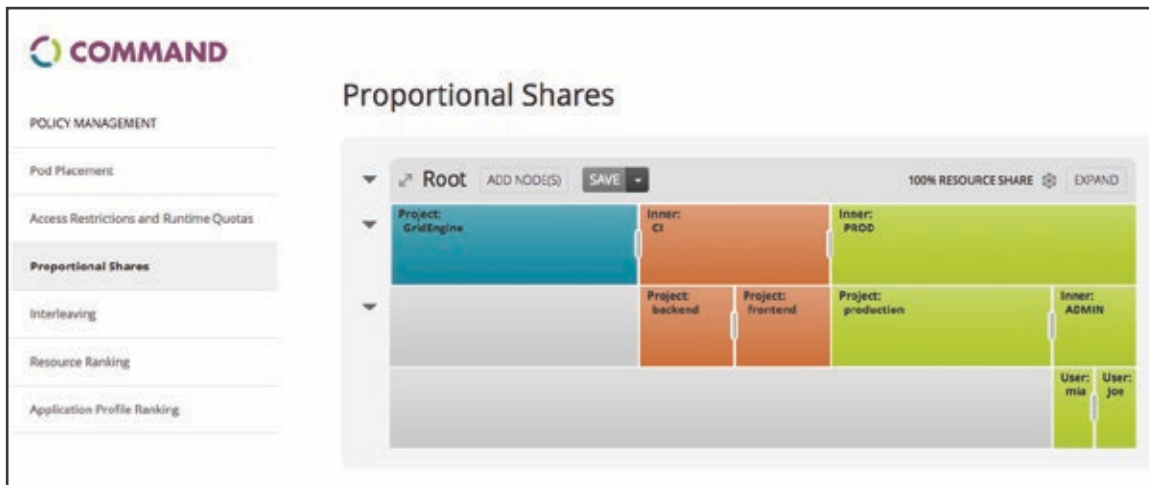 COMMAND
POLICY MANAGEMENT
Pod Placement
Access Restrictions and Runtime Quotas
Proportional Shares
Interleaving
Resource Ranking
Application Profile Ranking
Proportional Shares
Root ADD NODE(S) SAVE 100% RESOURCE SHARE EXPAND
Project:
GridEngine
Inner:
CI
Inner:
PROD
Project:
backend
Project:
frontend
Project:
production
Inner:
ADMIN
User:
mia
User:
joe